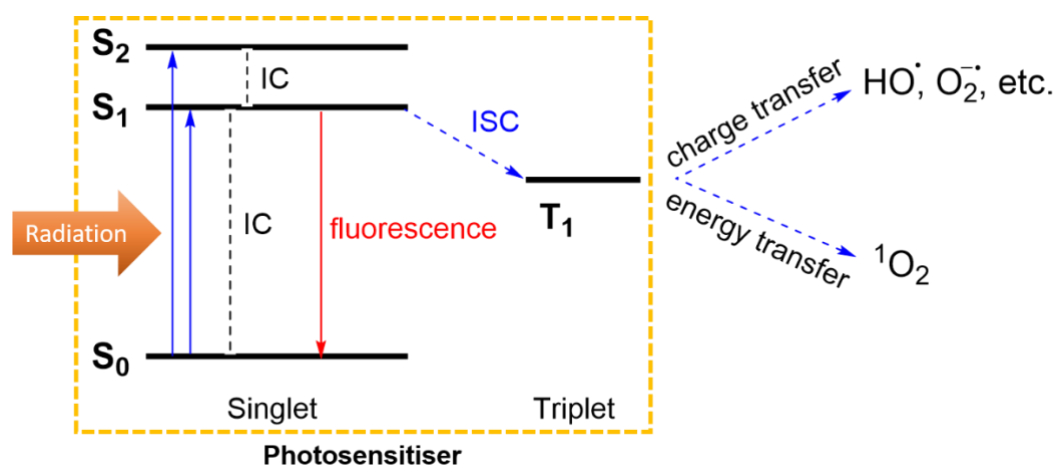 S₂
IC
S₁
ISC
charge transfer
HO˙, O₂⁻˙, etc.
Radiation
IC
fluorescence
T₁
energy transfer
¹O₂
S₀
Singlet
Triplet
Photosensitiser